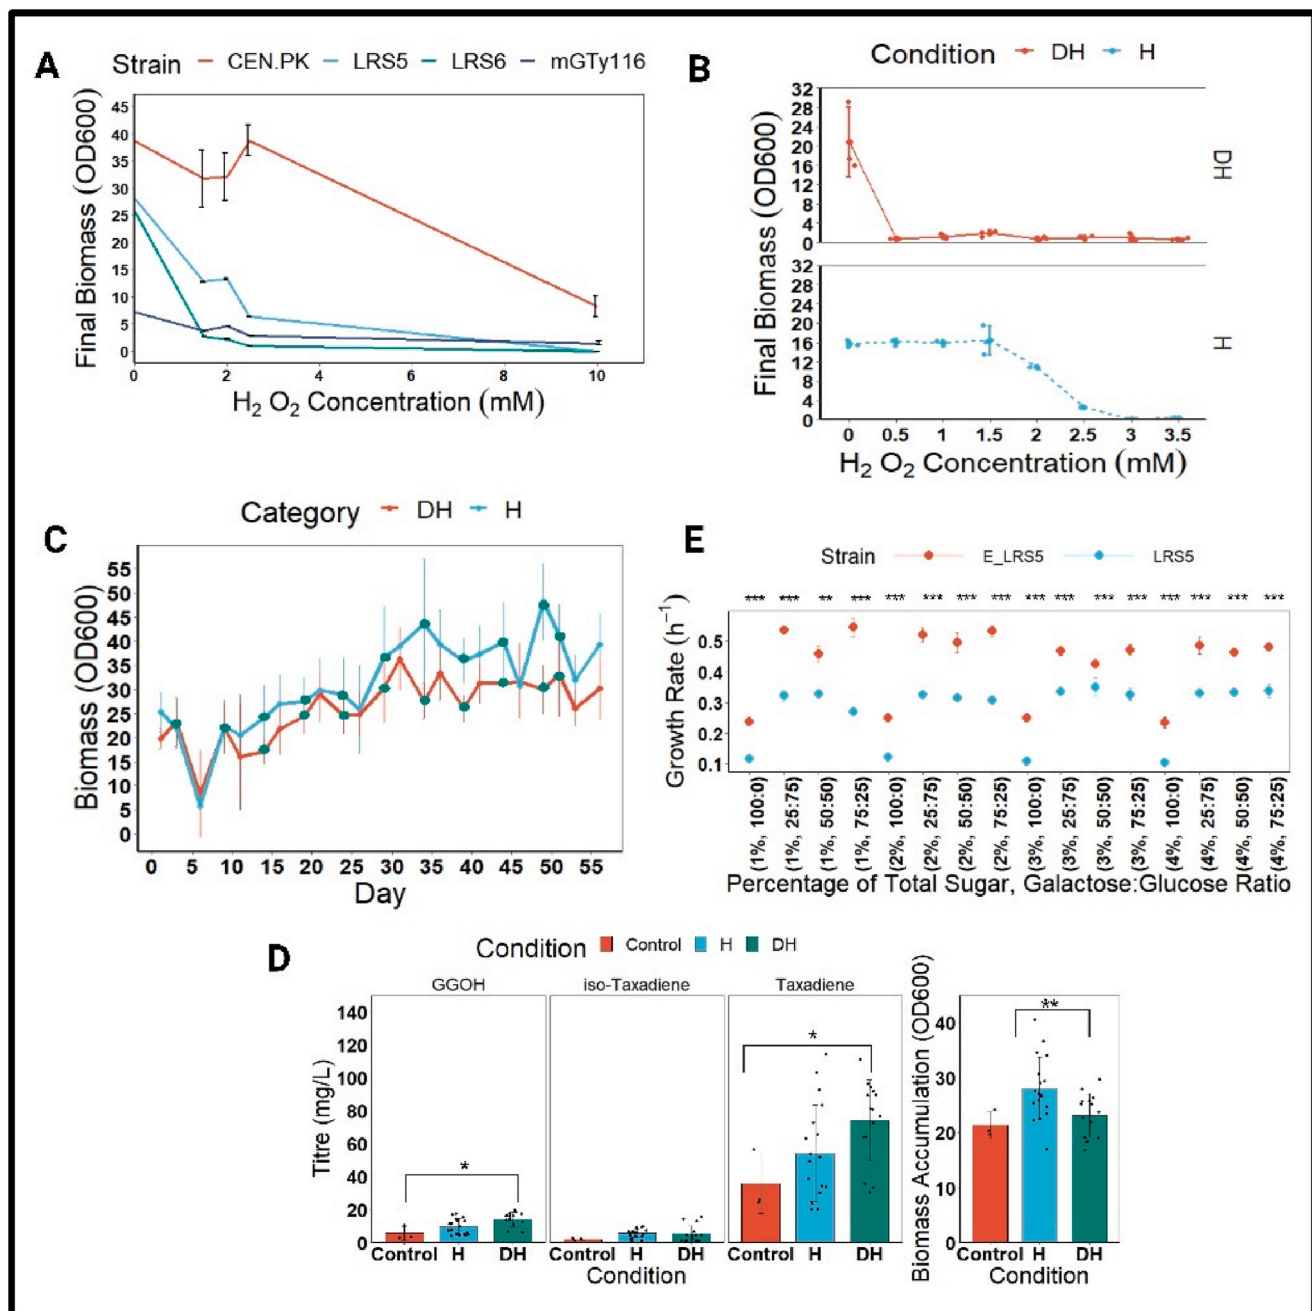 A
Strain CEN.PK LRS5 LRS6 mGTy116
Final Biomass (OD600)
45
40
35
30
25
20
15
10
5
0
0 2 4 6 8 10
H2 O2 Concentration (mM)
B
Condition DH H
Final Biomass (OD600)
32
28
24
20
16
12
8
4
0
DH
32
28
24
20
16
12
8
4
0
H
0 0.5 1 1.5 2 2.5 3 3.5
H2 O2 Concentration (mM)
C
Category DH H
Biomass (OD600)
55
50
45
40
35
30
25
20
15
10
5
0
0 5 10 15 20 25 30 35 40 45 50 55
Day
E
Strain E_LRS5 LRS5
*** *** ** *** *** *** *** *** *** *** *** *** *** *** *** ***
Growth Rate (h⁻¹)
0.5
0.4
0.3
0.2
0.1
(1%, 100:0)
(1%, 25:75)
(1%, 50:50)
(1%, 75:25)
(2%, 100:0)
(2%, 25:75)
(2%, 50:50)
(2%, 75:25)
(3%, 100:0)
(3%, 25:75)
(3%, 50:50)
(3%, 75:25)
(4%, 100:0)
(4%, 25:75)
(4%, 50:50)
(4%, 75:25)
Percentage of Total Sugar, Galactose:Glucose Ratio
D
Condition Control H DH
GGOH iso-Taxadiene Taxadiene
Titre (mg/L)
140
120
100
80
60
40
20
0
*
*
Control H DH Control H DH Control H DH
Condition
Biomass Accumulation (OD600)
40
30
20
10
0
**
Control H DH
Condition